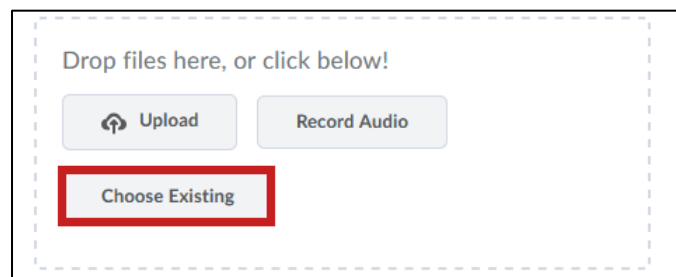 Drop files here, or click below!
Upload Record Audio
Choose Existing